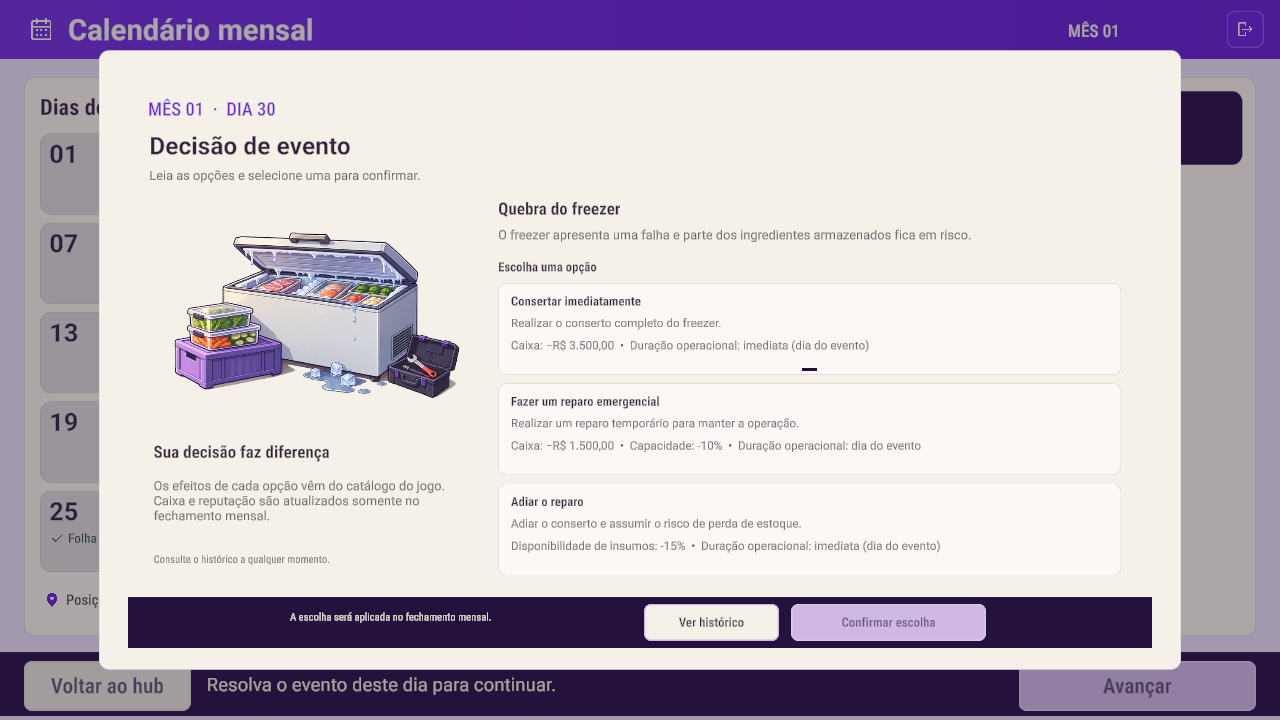 Calendário mensal
MÊS 01
Dias de
01
07
13
19
25
Folha
Posiç
MÊS 01 · DIA 30
Decisão de evento
Leia as opções e selecione uma para confirmar.
Sua decisão faz diferença
Os efeitos de cada opção vêm do catálogo do jogo.
Caixa e reputação são atualizados somente no
fechamento mensal.
Consulte o histórico a qualquer momento.
Quebra do freezer
O freezer apresenta uma falha e parte dos ingredientes armazenados fica em risco.
Escolha uma opção
Consertar imediatamente
Realizar o conserto completo do freezer.
Caixa: −R$ 3.500,00 • Duração operacional: imediata (dia do evento)
Fazer um reparo emergencial
Realizar um reparo temporário para manter a operação.
Caixa: −R$ 1.500,00 • Capacidade: -10% • Duração operacional: dia do evento
Adiar o reparo
Adiar o conserto e assumir o risco de perda de estoque.
Disponibilidade de insumos: -15% • Duração operacional: imediata (dia do evento)
A escolha será aplicada no fechamento mensal.
Ver histórico
Confirmar escolha
Voltar ao hub
Resolva o evento deste dia para continuar.
Avançar